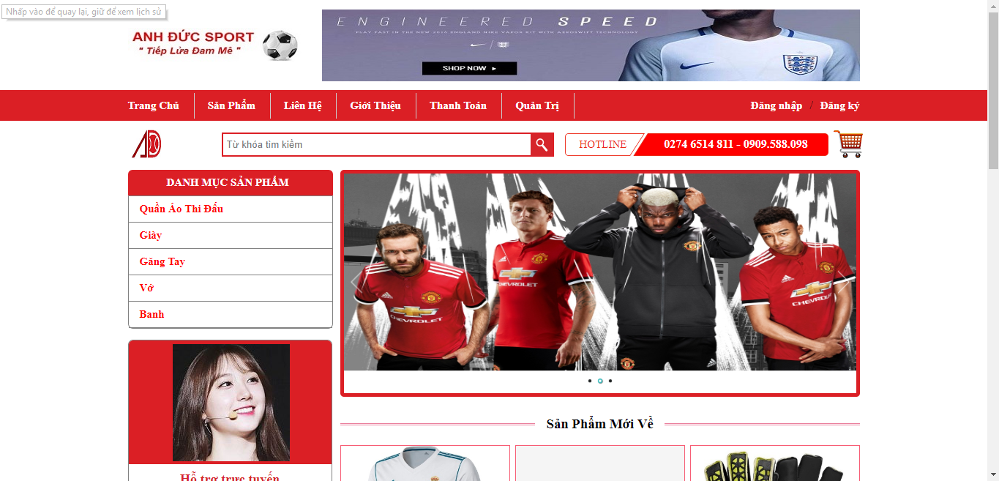 Nhấp vào để quay lại, giữ để xem lịch sử
ANH ĐỨC SPORT
" Tiếp Lửa Đam Mê "
ENGINEERED SPEED
PLAY FAST IN THE NEW 2016 ENGLAND NIKE VAPOR KIT WITH AEROSWIFT TECHNOLOGY
SHOP NOW ►
Trang Chủ
Sản Phẩm
Liên Hệ
Giới Thiệu
Thanh Toán
Quản Trị
Đăng nhập / Đăng ký
AD
Từ khóa tìm kiếm
HOTLINE
0274 6514 811 - 0909.588.098
DANH MỤC SẢN PHẨM
Quần Áo Thi Đấu
Giày
Găng Tay
Vớ
Banh
CHEVROLET
CHEVROLET
CHEVROLET
Sản Phẩm Mới Về
Hỗ trợ trực tuyến